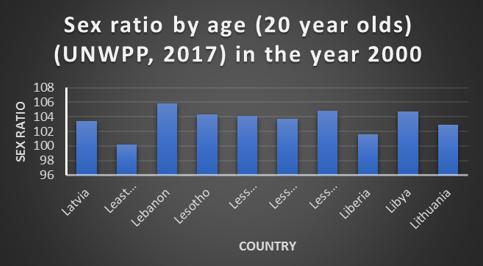 Sex ratio by age (20 year olds)
(UNWPP, 2017) in the year 2000
SEX RATIO
108
106
104
102
100
98
96
Latvia
Least...
Lebanon
Lesotho
Less...
Less...
Less...
Liberia
Libya
Lithuania
COUNTRY